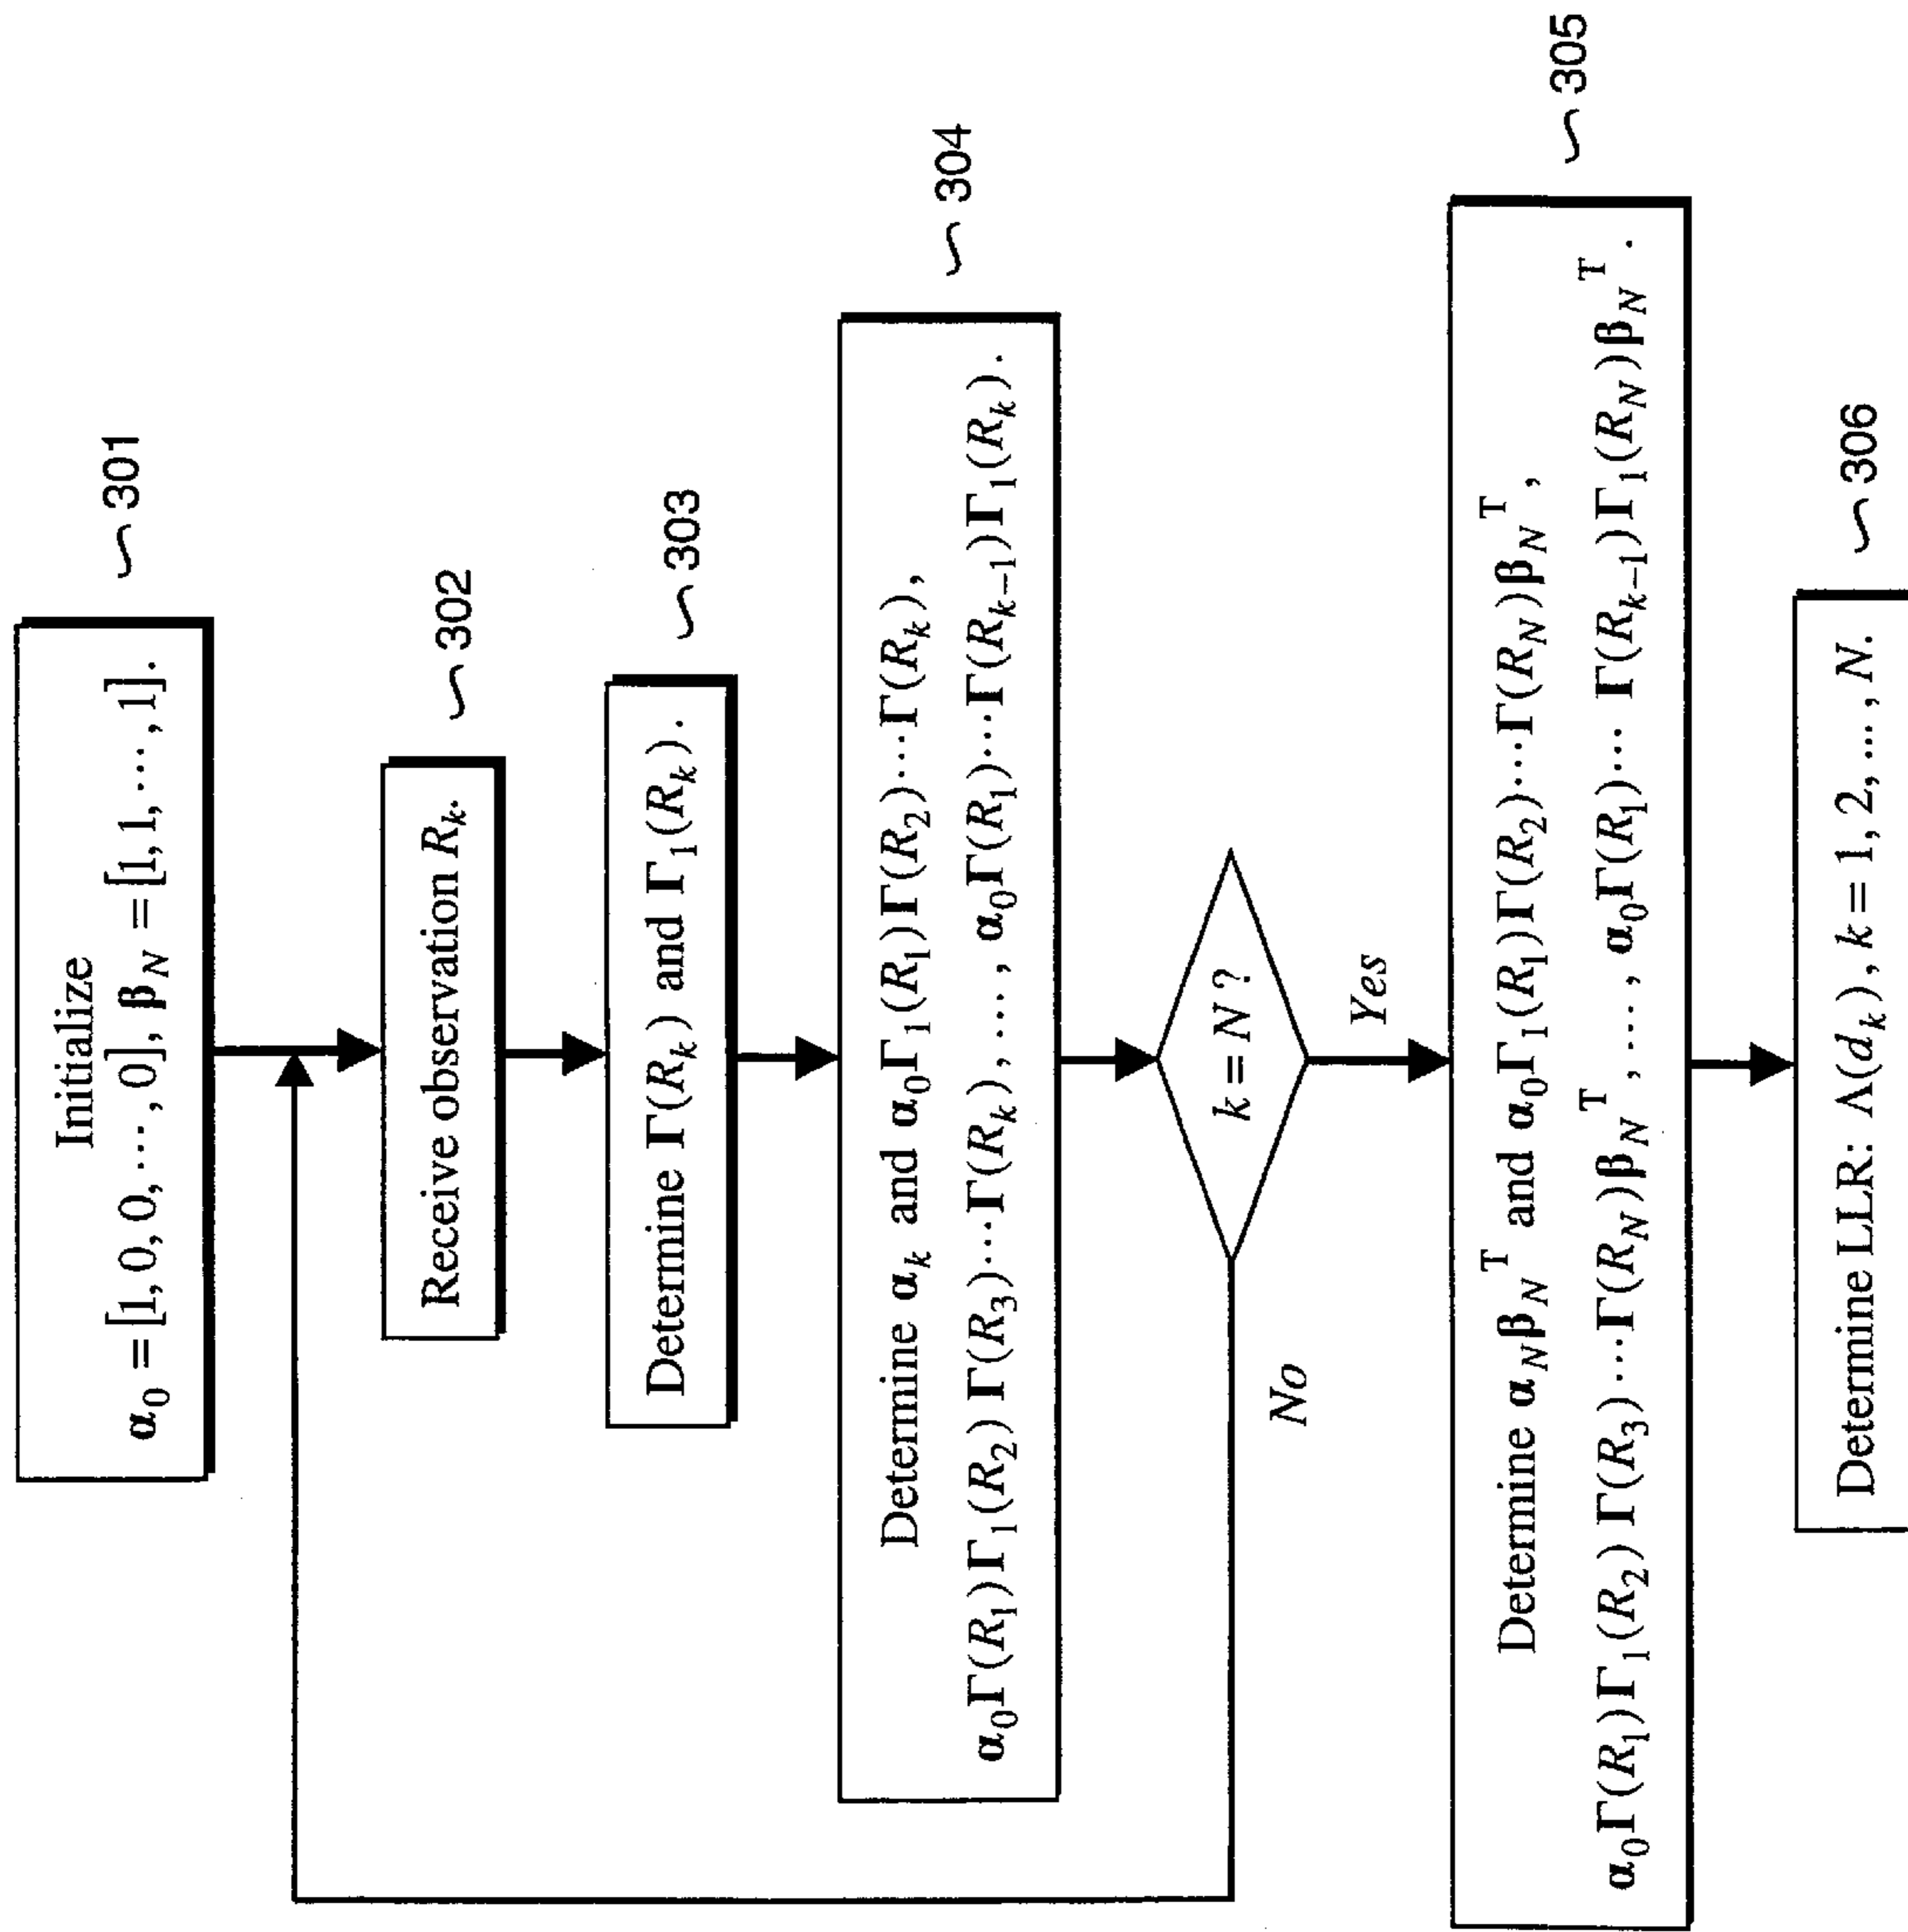 Initialize
α₀ = [1, 0, 0, ⋯, 0], β_N = [1, 1, ⋯, 1].
301
Receive observation R_k.
302
Determine Γ(R_k) and Γ₁(R_k).
303
Determine α_k and α₀Γ₁(R₁)Γ(R₂)⋯Γ(R_k),
α₀Γ(R₁)Γ₁(R₂)Γ(R₃)⋯Γ(R_k), ..., α₀Γ(R₁)⋯Γ(R_{k−1})Γ₁(R_k).
304
k = N?
No
Yes
Determine α_Nβ_N^T and α₀Γ₁(R₁)Γ(R₂)⋯Γ(R_N)β_N^T,
α₀Γ(R₁)Γ₁(R₂)Γ(R₃)⋯Γ(R_N)β_N^T, ...., α₀Γ(R₁)⋯ Γ(R_{k−1})Γ₁(R_N)β_N^T.
305
Determine LLR: Λ(d_k), k = 1, 2, ..., N.
306